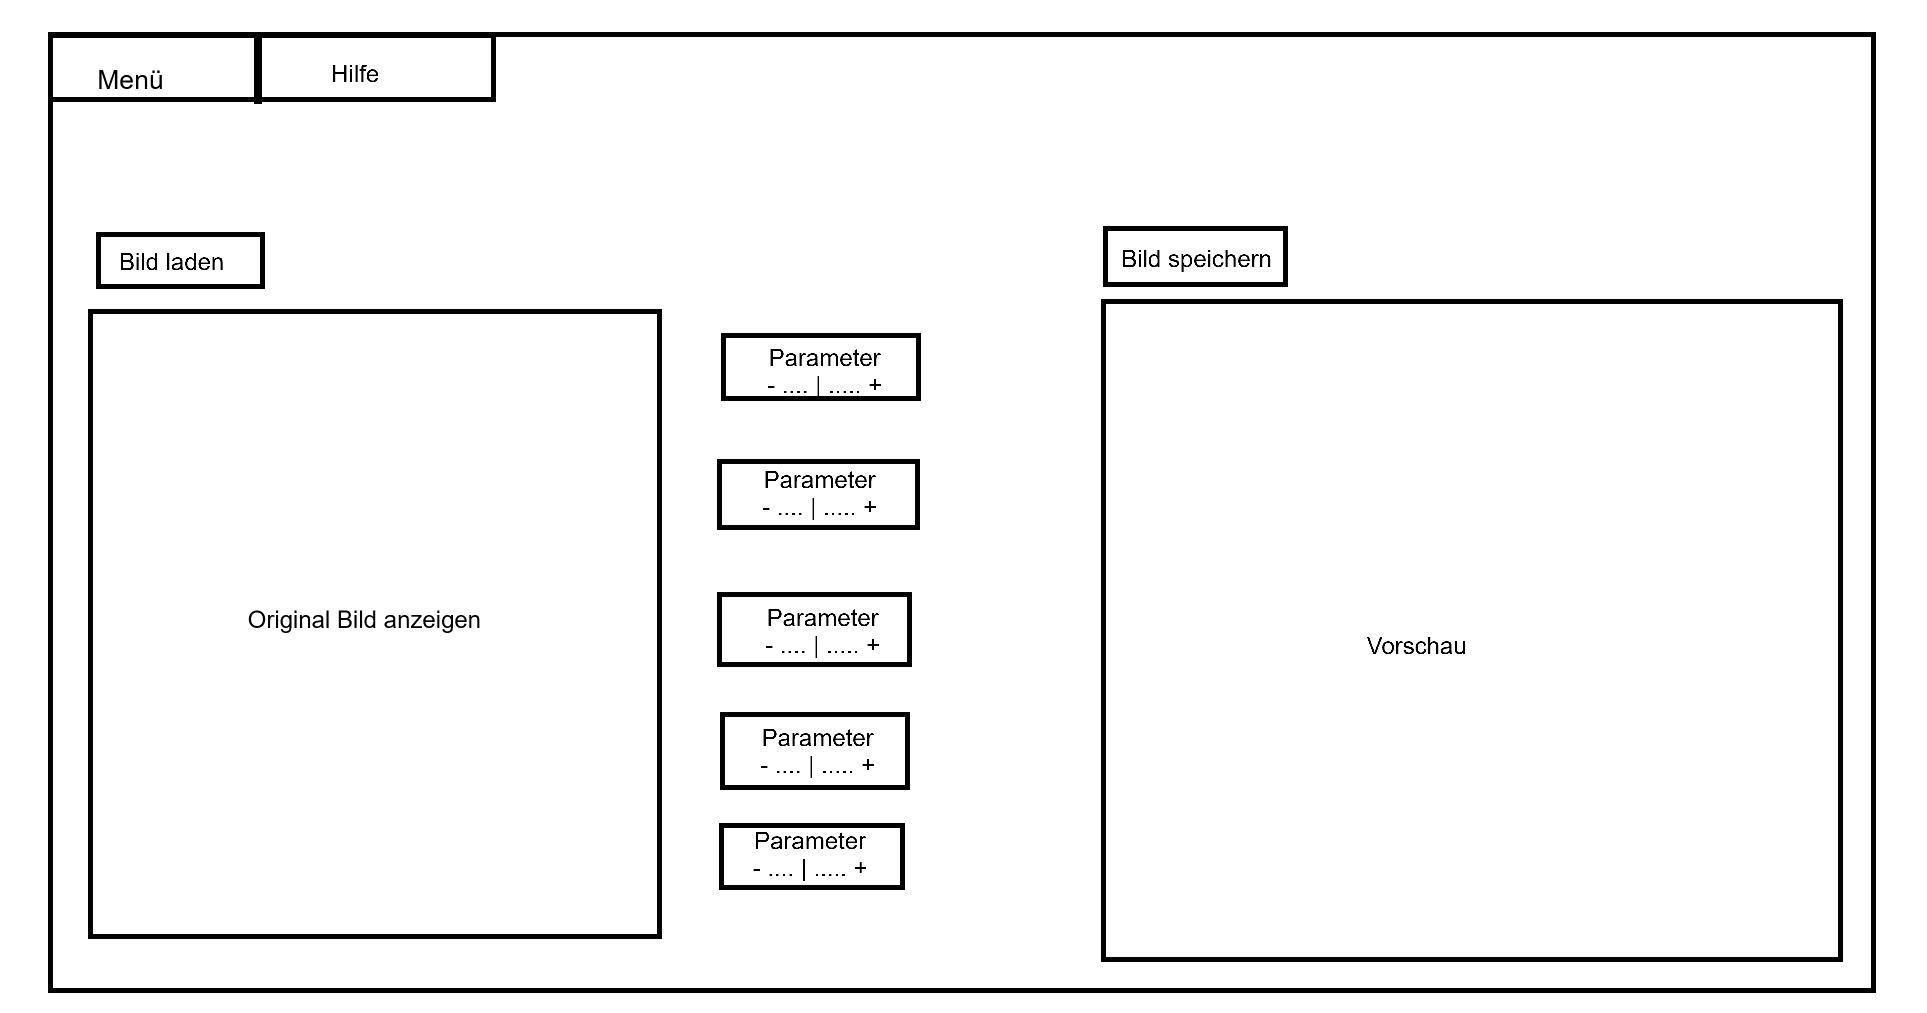 Menü
Hilfe
Bild laden
Bild speichern
Original Bild anzeigen
Parameter
- .... | ..... +
Parameter
- .... | ..... +
Parameter
- .... | ..... +
Parameter
- .... | ..... +
Parameter
- .... | ..... +
Vorschau